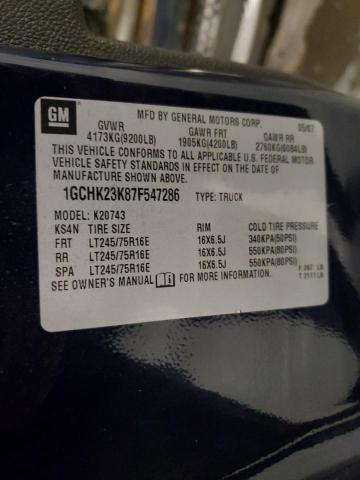 GM
MFD BY GENERAL MOTORS CORP. 05/07
GVWR GAWR FRT GAWR RR
4173KG(9200LB) 1905KG(4200LB) 2760KG(6084LB)
THIS VEHICLE CONFORMS TO ALL APPLICABLE U.S. FEDERAL MOTOR
VEHICLE SAFETY STANDARDS IN EFFECT ON THE DATE OF
MANUFACTURE SHOWN ABOVE.
1GCHK23K87F547286 TYPE: TRUCK
MODEL: K20743
KS4N TIRE SIZE RIM COLD TIRE PRESSURE
FRT LT245/75R16E 16X6.5J 340KPA(50PSI)
RR LT245/75R16E 16X6.5J 550KPA(80PSI)
SPA LT245/75R16E 16X6.5J 550KPA(80PSI)
SEE OWNER'S MANUAL FOR MORE INFORMATION. F 287 LB
T 2111 LB